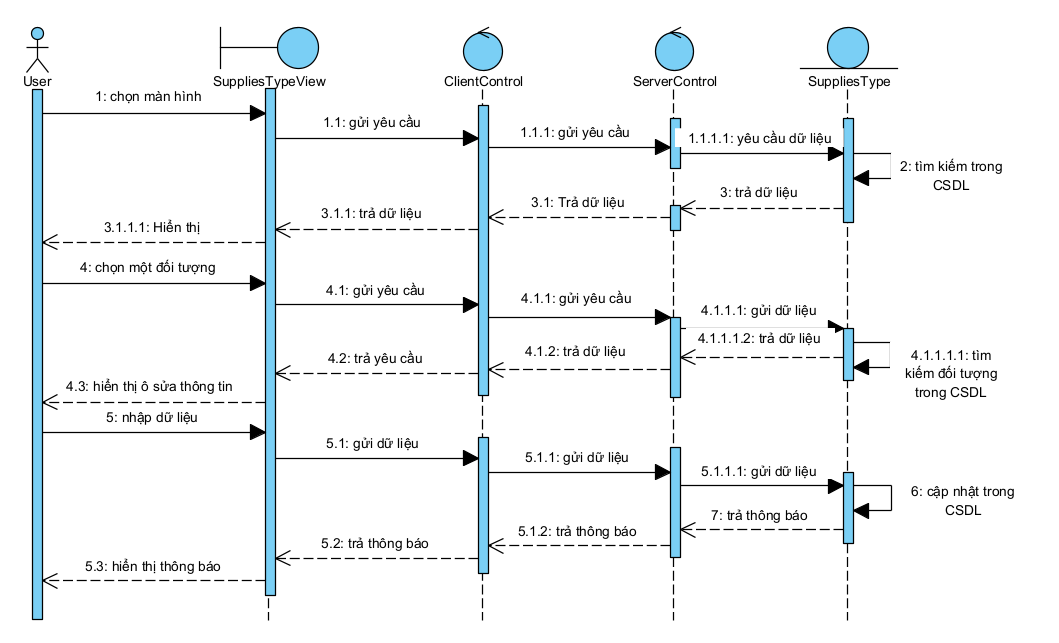 User
SuppliesTypeView
ClientControl
ServerControl
SuppliesType
1: chọn màn hình
1.1: gửi yêu cầu
1.1.1: gửi yêu cầu
1.1.1.1: yêu cầu dữ liệu
2: tìm kiếm trong
CSDL
3: trả dữ liệu
3.1: Trả dữ liệu
3.1.1: trả dữ liệu
3.1.1.1: Hiển thị
4: chọn một đối tượng
4.1: gửi yêu cầu
4.1.1: gửi yêu cầu
4.1.1.1: gửi dữ liệu
4.1.1.1.2: trả dữ liệu
4.1.1.1.1: tìm
kiếm đối tượng
trong CSDL
4.1.2: trả dữ liệu
4.2: trả yêu cầu
4.3: hiển thị ô sửa thông tin
5: nhập dữ liệu
5.1: gửi dữ liệu
5.1.1: gửi dữ liệu
5.1.1.1: gửi dữ liệu
6: cập nhật trong
CSDL
7: trả thông báo
5.1.2: trả thông báo
5.2: trả thông báo
5.3: hiển thị thông báo